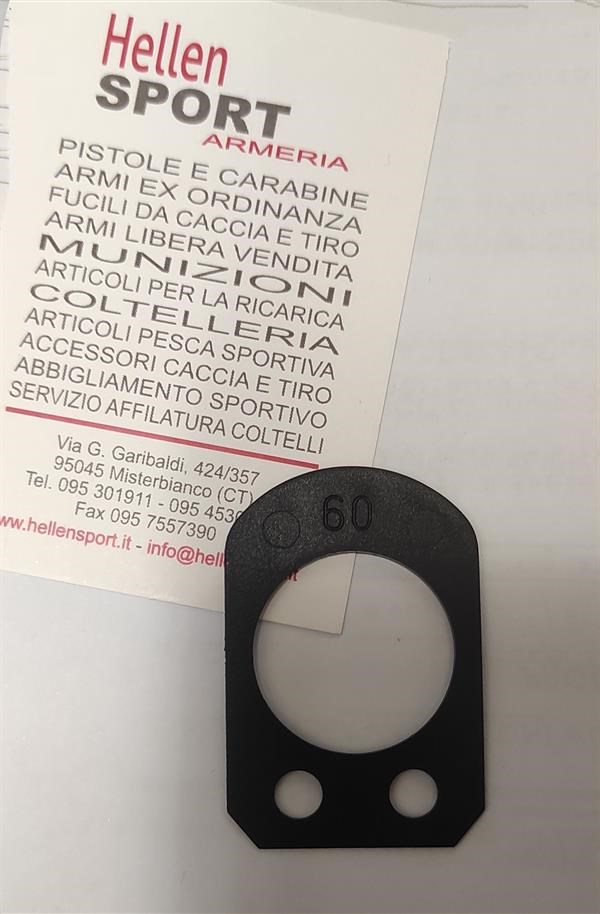 Hellen
SPORT
ARMERIA
PISTOLE E CARABINE
ARMI EX ORDINANZA
FUCILI DA CACCIA E TIRO
ARMI LIBERA VENDITA
MUNIZIONI
ARTICOLI PER LA RICARICA
COLTELLERIA
ARTICOLI PESCA SPORTIVA
ACCESSORI CACCIA E TIRO
ABBIGLIAMENTO SPORTIVO
SERVIZIO AFFILATURA COLTELLI
Via G. Garibaldi, 424/357
95045 Misterbianco (CT)
Tel. 095 301911 - 095 453
Fax 095 7557390
www.hellensport.it - info@hel
60